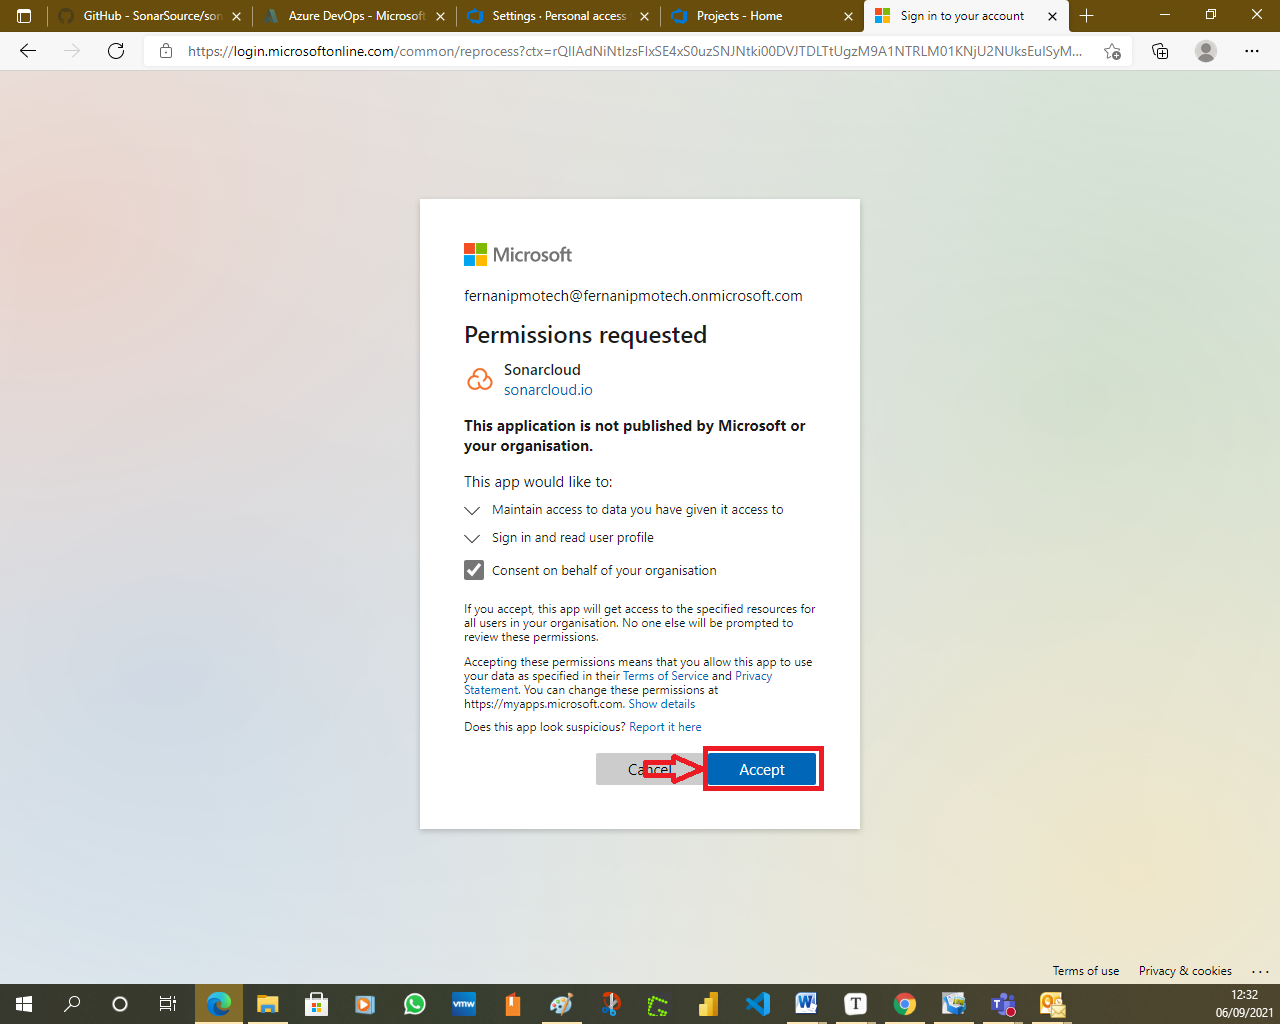 GitHub - SonarSource/son
Azure DevOps - Microsoft
Settings · Personal access
Projects - Home
Sign in to your account
https://login.microsoftonline.com/common/reprocess?ctx=
Microsoft
fernanipmotech@fernanipmotech.onmicrosoft.com
Permissions requested
Sonarcloud
sonarcloud.io
This application is not published by Microsoft or
your organisation.
This app would like to:
Maintain access to data you have given it access to
Sign in and read user profile
Consent on behalf of your organisation
If you accept, this app will get access to the specified resources for
all users in your organisation. No one else will be prompted to
review these permissions.
Accepting these permissions means that you allow this app to use
your data as specified in their Terms of Service and Privacy
Statement. You can change these permissions at
https://myapps.microsoft.com. Show details
Does this app look suspicious? Report it here
Cancel
Accept
Terms of use
Privacy & cookies
...
vmw
W
T
12:32
06/09/2021